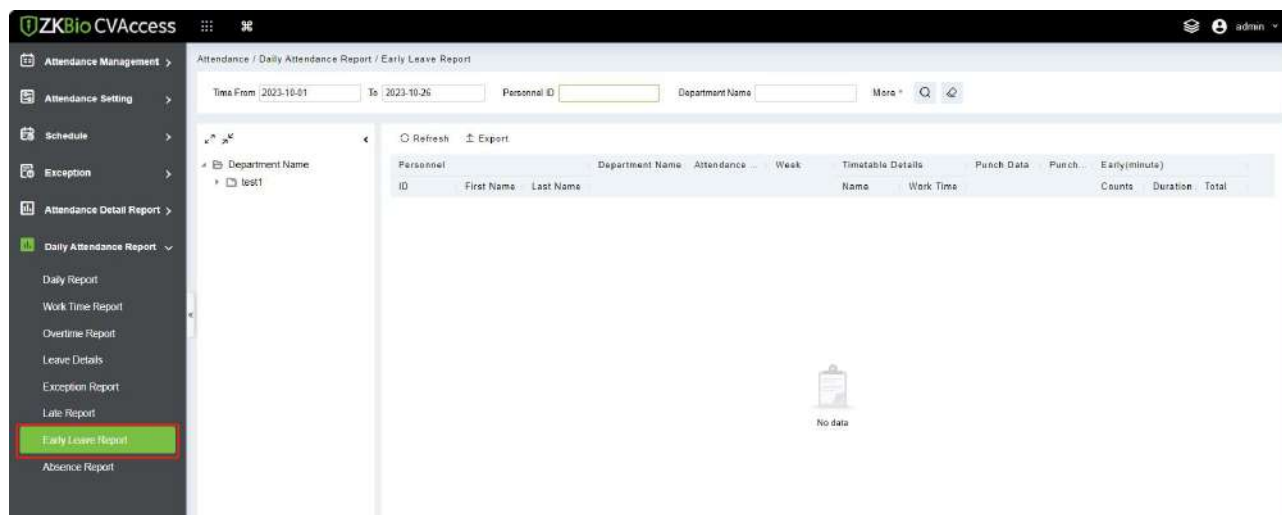 ZKBio CVAccess
admin
Attendance Management
Attendance Setting
Schedule
Exception
Attendance Detail Report
Daily Attendance Report
Daily Report
Work Time Report
Overtime Report
Leave Details
Exception Report
Late Report
Early Leave Report
Absence Report
Attendance / Daily Attendance Report / Early Leave Report
Time From 2023-10-01 To 2023-10-26 Personnel ID Department Name More
Department Name
test1
Refresh Export
Personnel Department Name Attendance ... Week Timetable Details Punch Data Punch... Early(minute)
ID First Name Last Name Name Work Time Counts Duration Total
No data